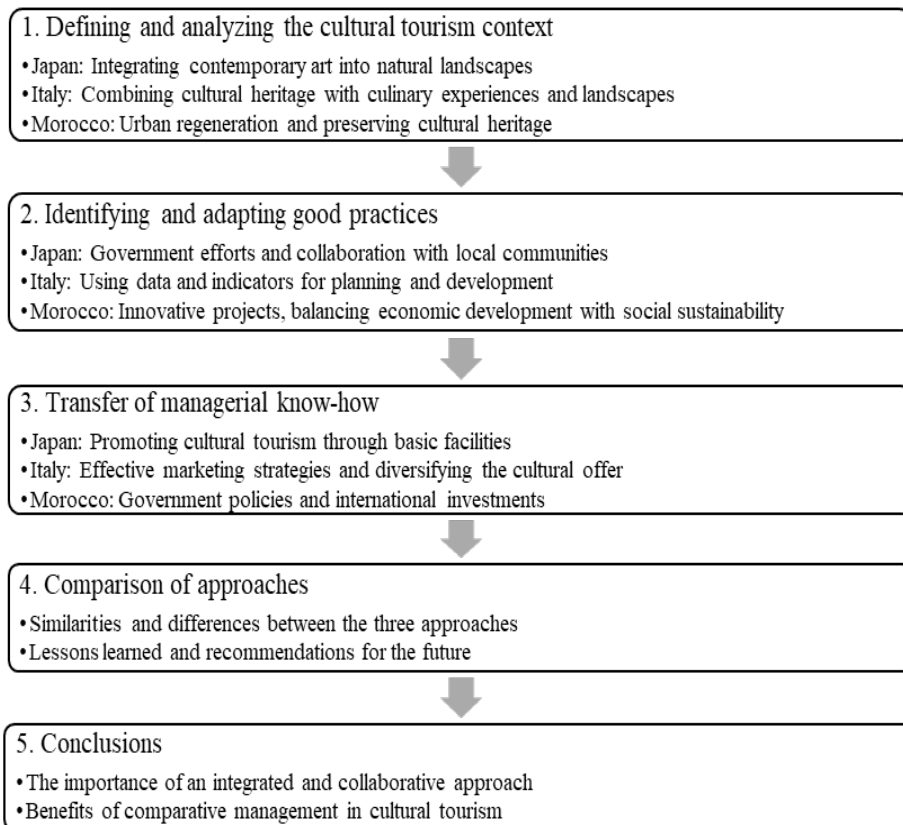 1. Defining and analyzing the cultural tourism context
•Japan: Integrating contemporary art into natural landscapes
•Italy: Combining cultural heritage with culinary experiences and landscapes
•Morocco: Urban regeneration and preserving cultural heritage
2. Identifying and adapting good practices
•Japan: Government efforts and collaboration with local communities
•Italy: Using data and indicators for planning and development
•Morocco: Innovative projects, balancing economic development with social sustainability
3. Transfer of managerial know-how
•Japan: Promoting cultural tourism through basic facilities
•Italy: Effective marketing strategies and diversifying the cultural offer
•Morocco: Government policies and international investments
4. Comparison of approaches
•Similarities and differences between the three approaches
•Lessons learned and recommendations for the future
5. Conclusions
•The importance of an integrated and collaborative approach
•Benefits of comparative management in cultural tourism